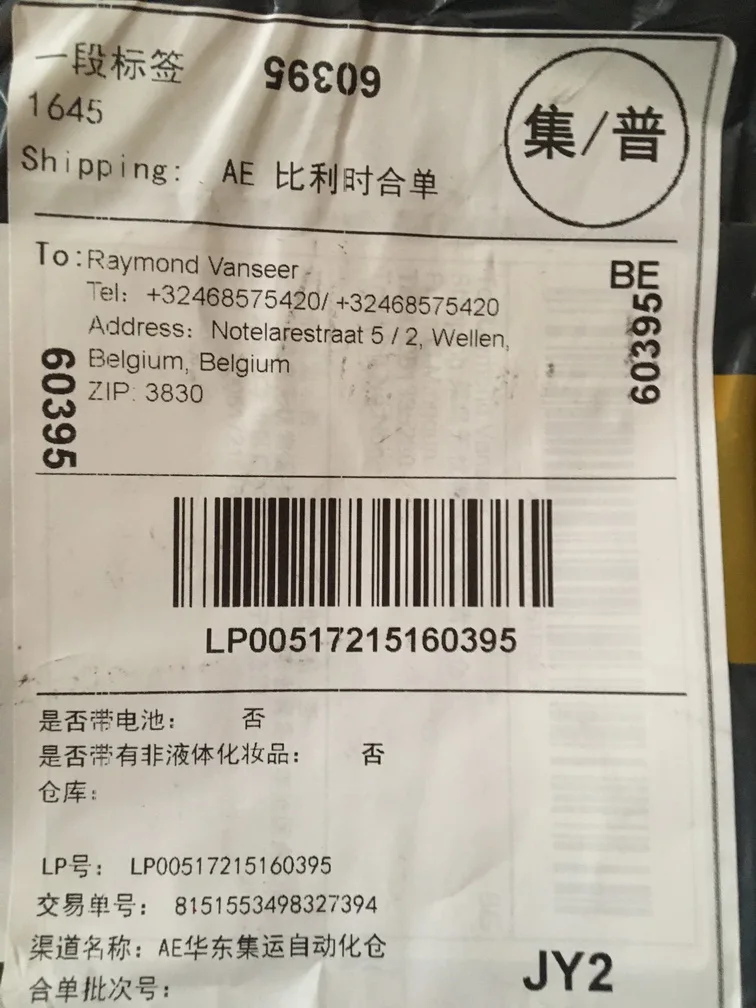 一段标签
60395
1645
集/普
Shipping: AE 比利时合单
To: Raymond Vanseer
BE
Tel: +32468575420/ +32468575420
60395
Address: Notelarestraat 5 / 2, Wellen,
Belgium, Belgium
60395
ZIP: 3830
LP00517215160395
是否带电池： 否
是否带有非液体化妆品： 否
仓库：
LP号： LP00517215160395
交易单号： 8151553498327394
渠道名称：AE华东集运自动化仓
合单批次号：
JY2